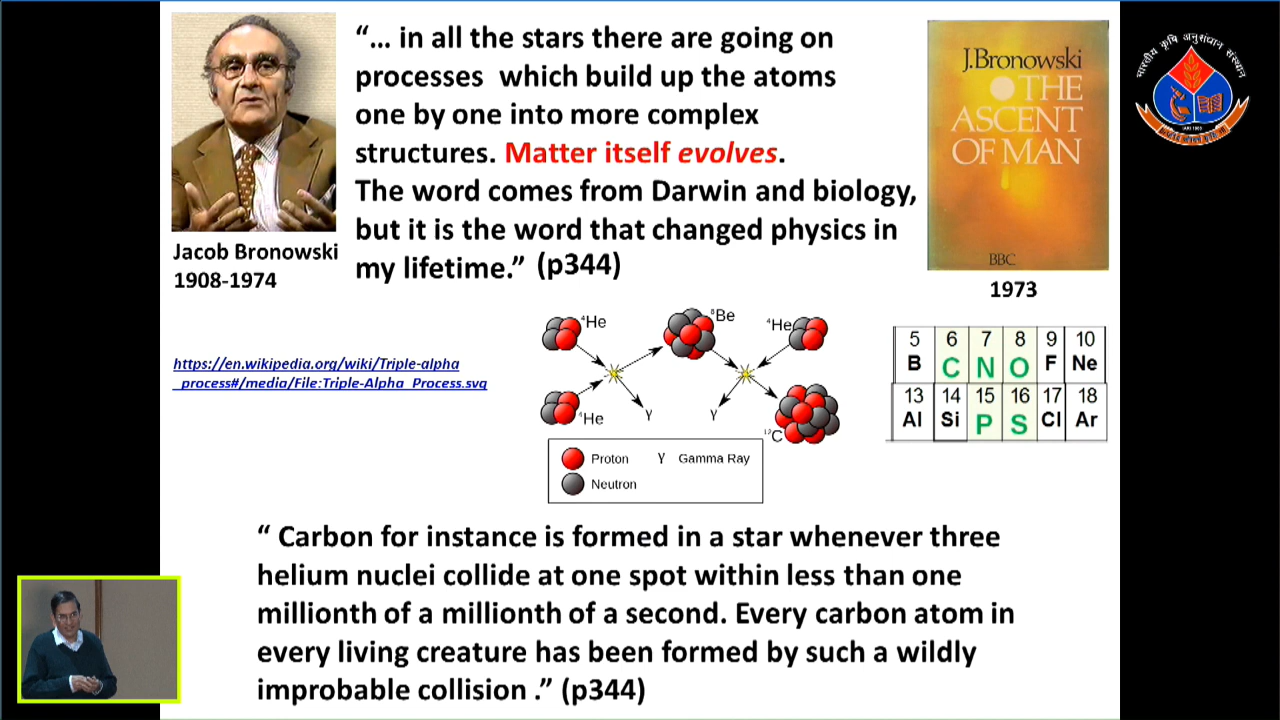 “… in all the stars there are going on
processes which build up the atoms
one by one into more complex
structures. Matter itself evolves.
The word comes from Darwin and biology,
but it is the word that changed physics in
my lifetime.” (p344)
Jacob Bronowski
1908-1974
J.Bronowski
THE
ASCENT
OF MAN
BBC
1973
भारतीय कृषि अनुसंधान संस्थान
https://en.wikipedia.org/wiki/Triple-alpha
_process#/media/File:Triple-Alpha_Process.svg
⁴He
⁸Be
⁴He
⁴He
γ
γ
¹²C
Proton γ Gamma Ray
Neutron
5 6 7 8 9 10
B C N O F Ne
13 14 15 16 17 18
Al Si P S Cl Ar
“ Carbon for instance is formed in a star whenever three
helium nuclei collide at one spot within less than one
millionth of a millionth of a second. Every carbon atom in
every living creature has been formed by such a wildly
improbable collision .” (p344)